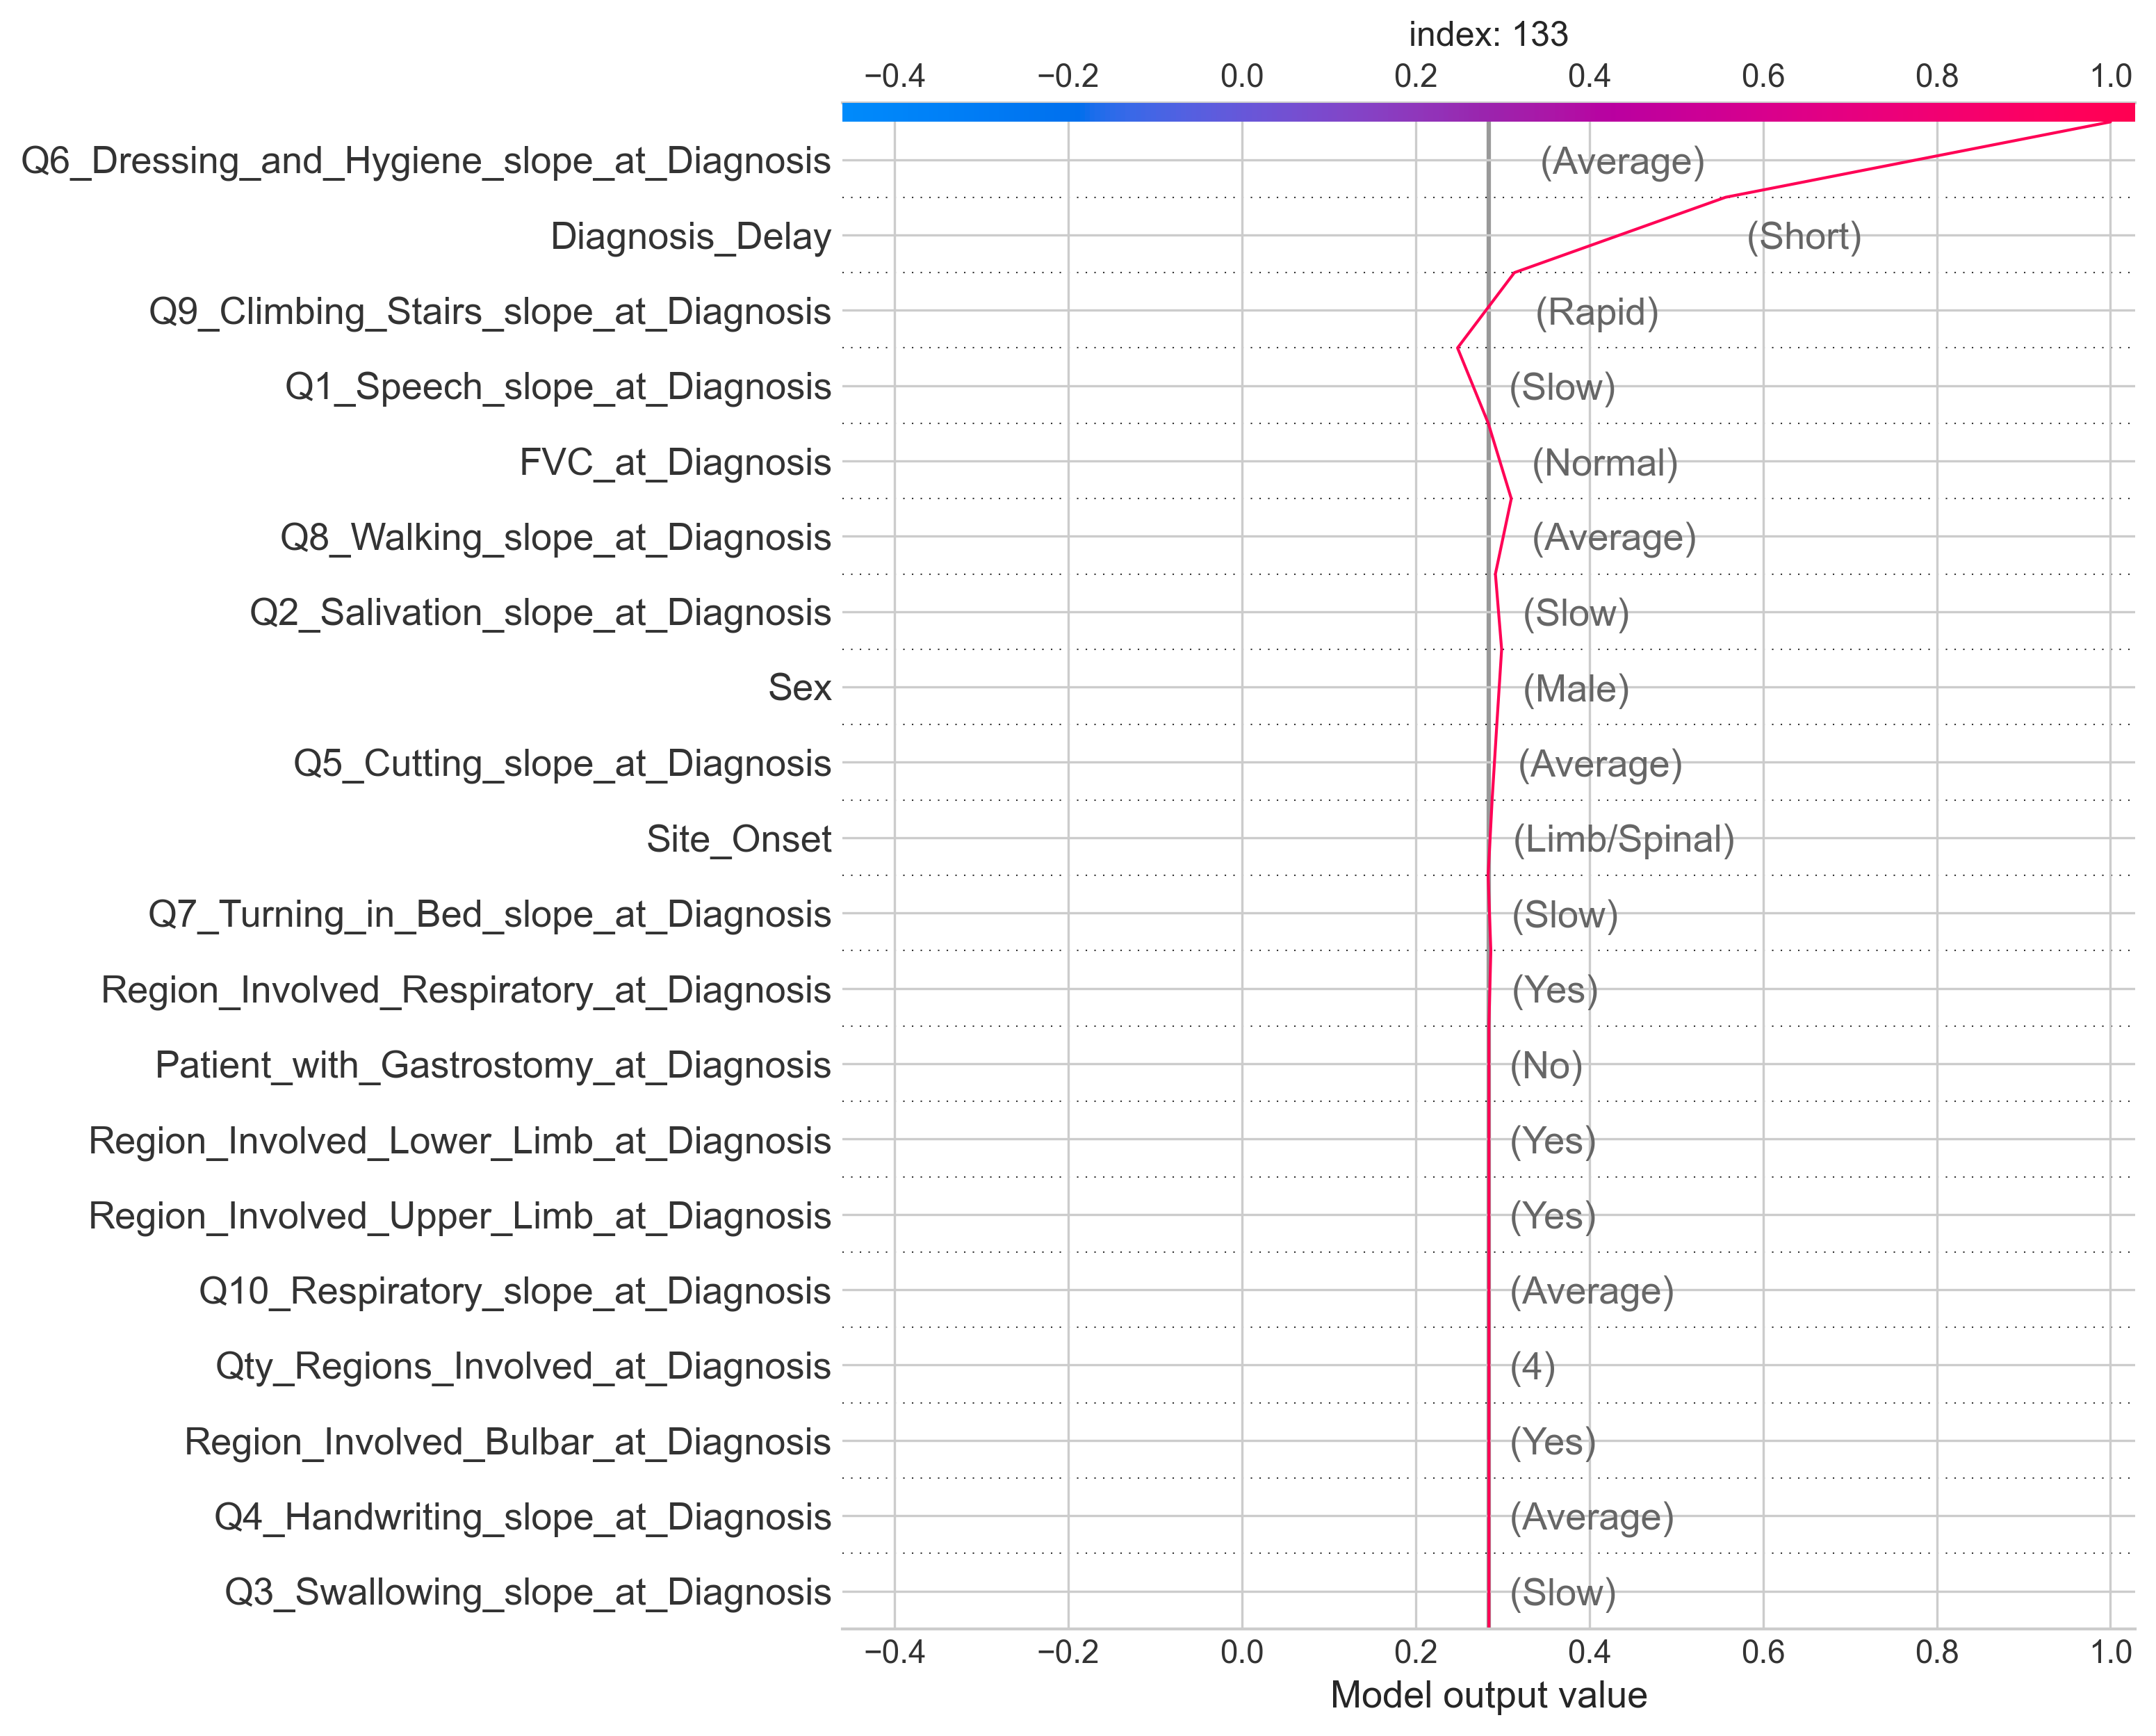 index: 133
−0.4 −0.2 0.0 0.2 0.4 0.6 0.8 1.0
Q6_Dressing_and_Hygiene_slope_at_Diagnosis (Average)
Diagnosis_Delay (Short)
Q9_Climbing_Stairs_slope_at_Diagnosis (Rapid)
Q1_Speech_slope_at_Diagnosis (Slow)
FVC_at_Diagnosis (Normal)
Q8_Walking_slope_at_Diagnosis (Average)
Q2_Salivation_slope_at_Diagnosis (Slow)
Sex (Male)
Q5_Cutting_slope_at_Diagnosis (Average)
Site_Onset (Limb/Spinal)
Q7_Turning_in_Bed_slope_at_Diagnosis (Slow)
Region_Involved_Respiratory_at_Diagnosis (Yes)
Patient_with_Gastrostomy_at_Diagnosis (No)
Region_Involved_Lower_Limb_at_Diagnosis (Yes)
Region_Involved_Upper_Limb_at_Diagnosis (Yes)
Q10_Respiratory_slope_at_Diagnosis (Average)
Qty_Regions_Involved_at_Diagnosis (4)
Region_Involved_Bulbar_at_Diagnosis (Yes)
Q4_Handwriting_slope_at_Diagnosis (Average)
Q3_Swallowing_slope_at_Diagnosis (Slow)
−0.4 −0.2 0.0 0.2 0.4 0.6 0.8 1.0
Model output value